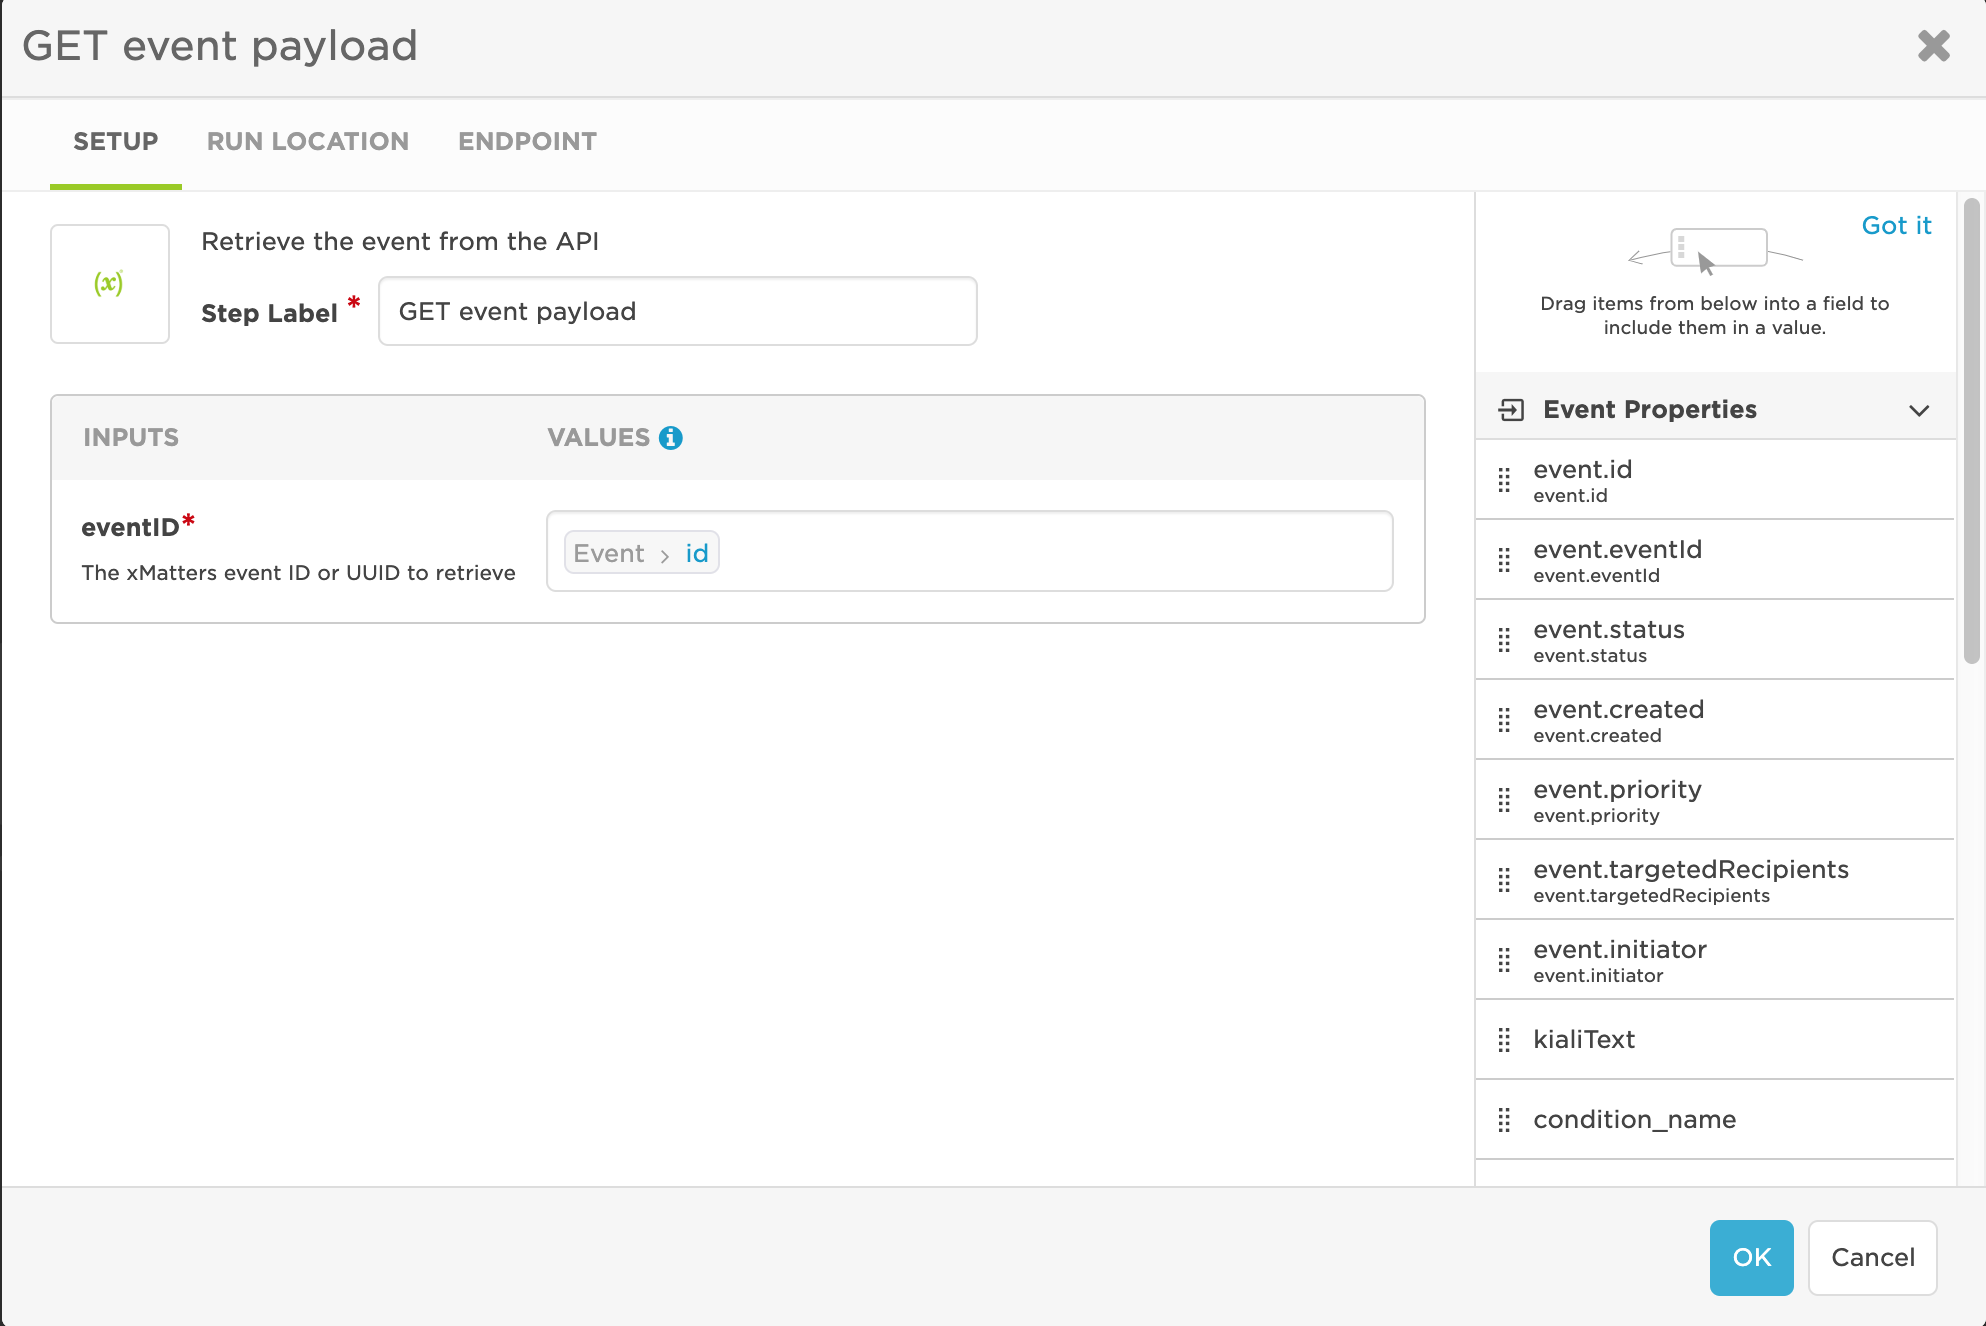 GET event payload
SETUP RUN LOCATION ENDPOINT
(x)
Retrieve the event from the API
Step Label * GET event payload
INPUTS VALUES
eventID* Event > id
The xMatters event ID or UUID to retrieve
Got it
Drag items from below into a field to
include them in a value.
Event Properties
event.id
event.id
event.eventId
event.eventId
event.status
event.status
event.created
event.created
event.priority
event.priority
event.targetedRecipients
event.targetedRecipients
event.initiator
event.initiator
kialiText
condition_name
OK Cancel